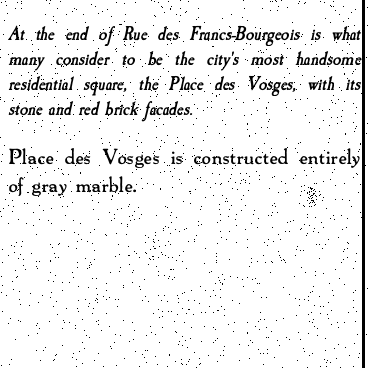 At the end of Rue des Francs-Bourgeois is what
many consider to be the city's most handsome
residential square, the Place des Vosges, with its
stone and red brick facades.
Place des Vosges is constructed entirely
of gray marble.